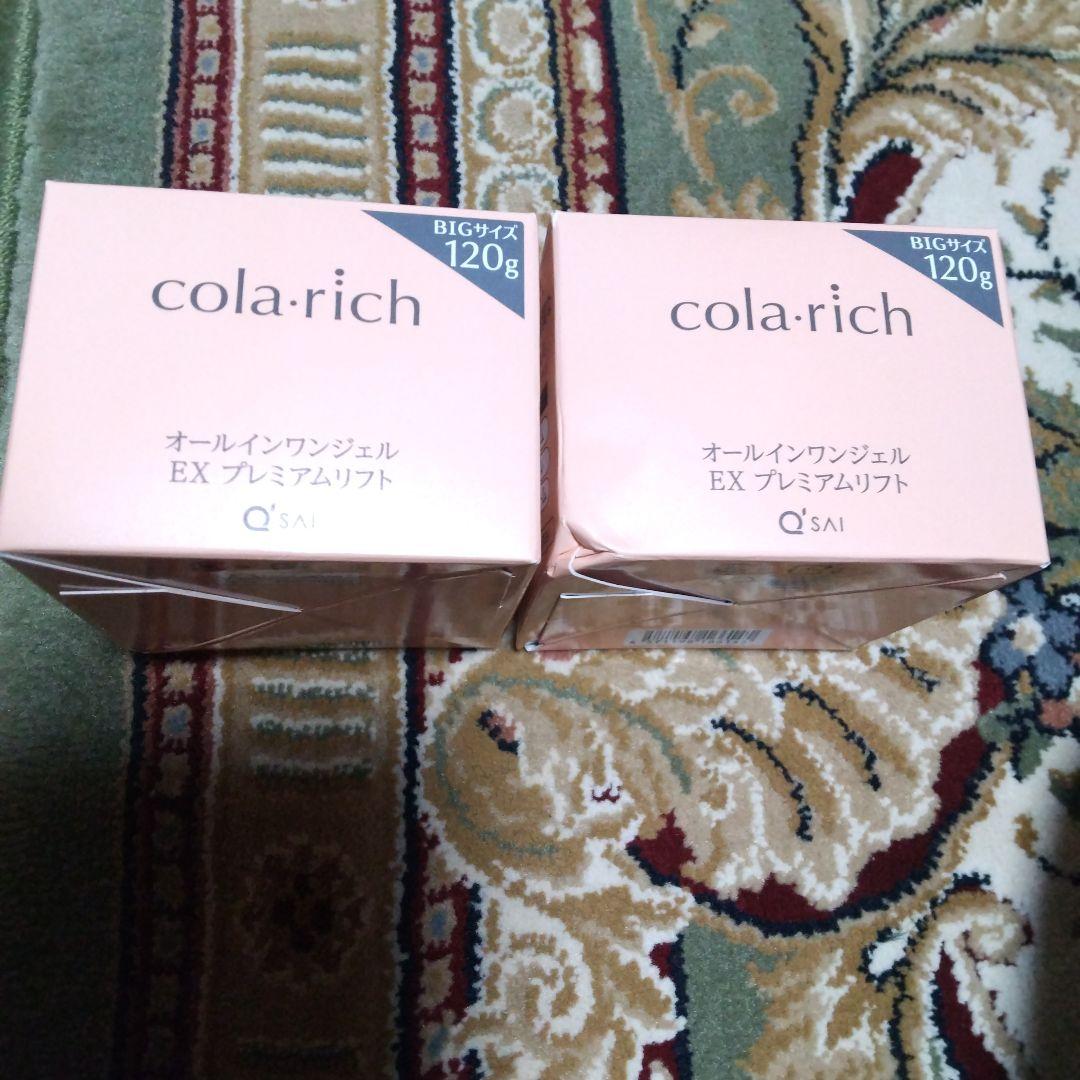 BIGサイズ
120g
cola·rich
オールインワンジェル
EX プレミアムリフト
Q'SAI
BIGサイズ
120g
cola·rich
オールインワンジェル
EX プレミアムリフト
Q'SAI